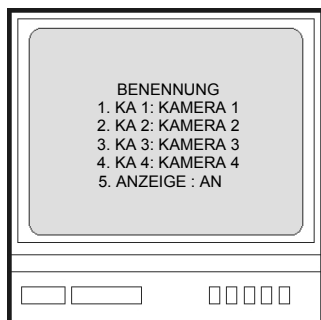 BENENNUNG
1. KA 1: KAMERA 1
2. KA 2: KAMERA 2
3. KA 3: KAMERA 3
4. KA 4: KAMERA 4
5. ANZEIGE : AN